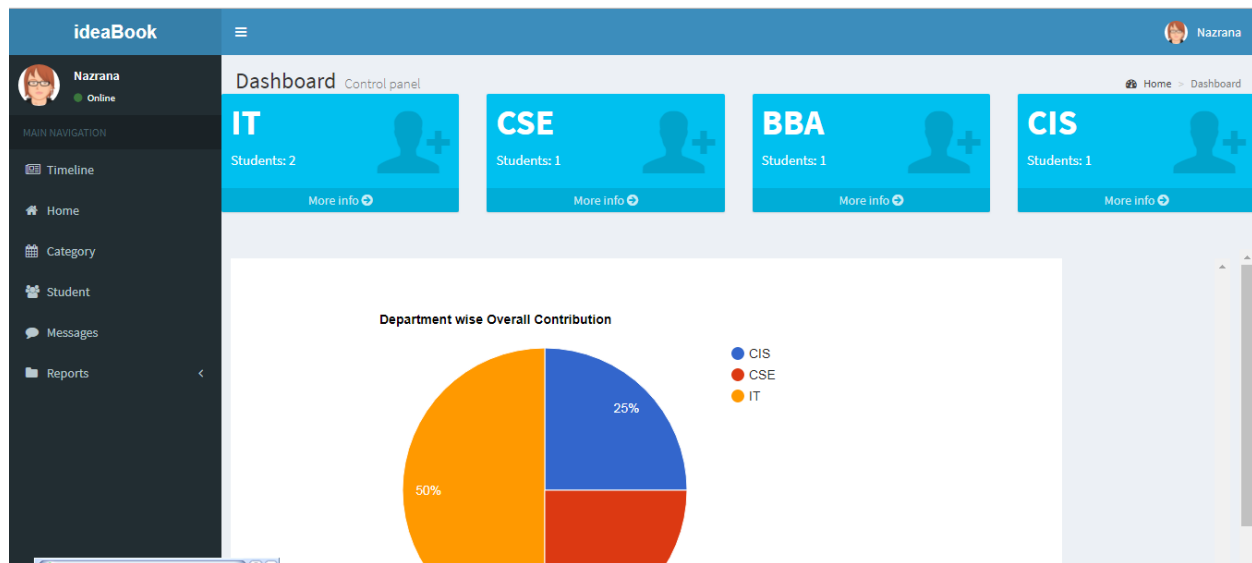 ideaBook
Nazrana
Nazrana
Online
MAIN NAVIGATION
Timeline
Home
Category
Student
Messages
Reports
Dashboard Control panel
Home > Dashboard
IT
Students: 2
More info
CSE
Students: 1
More info
BBA
Students: 1
More info
CIS
Students: 1
More info
Department wise Overall Contribution
CIS
CSE
IT
25%
50%